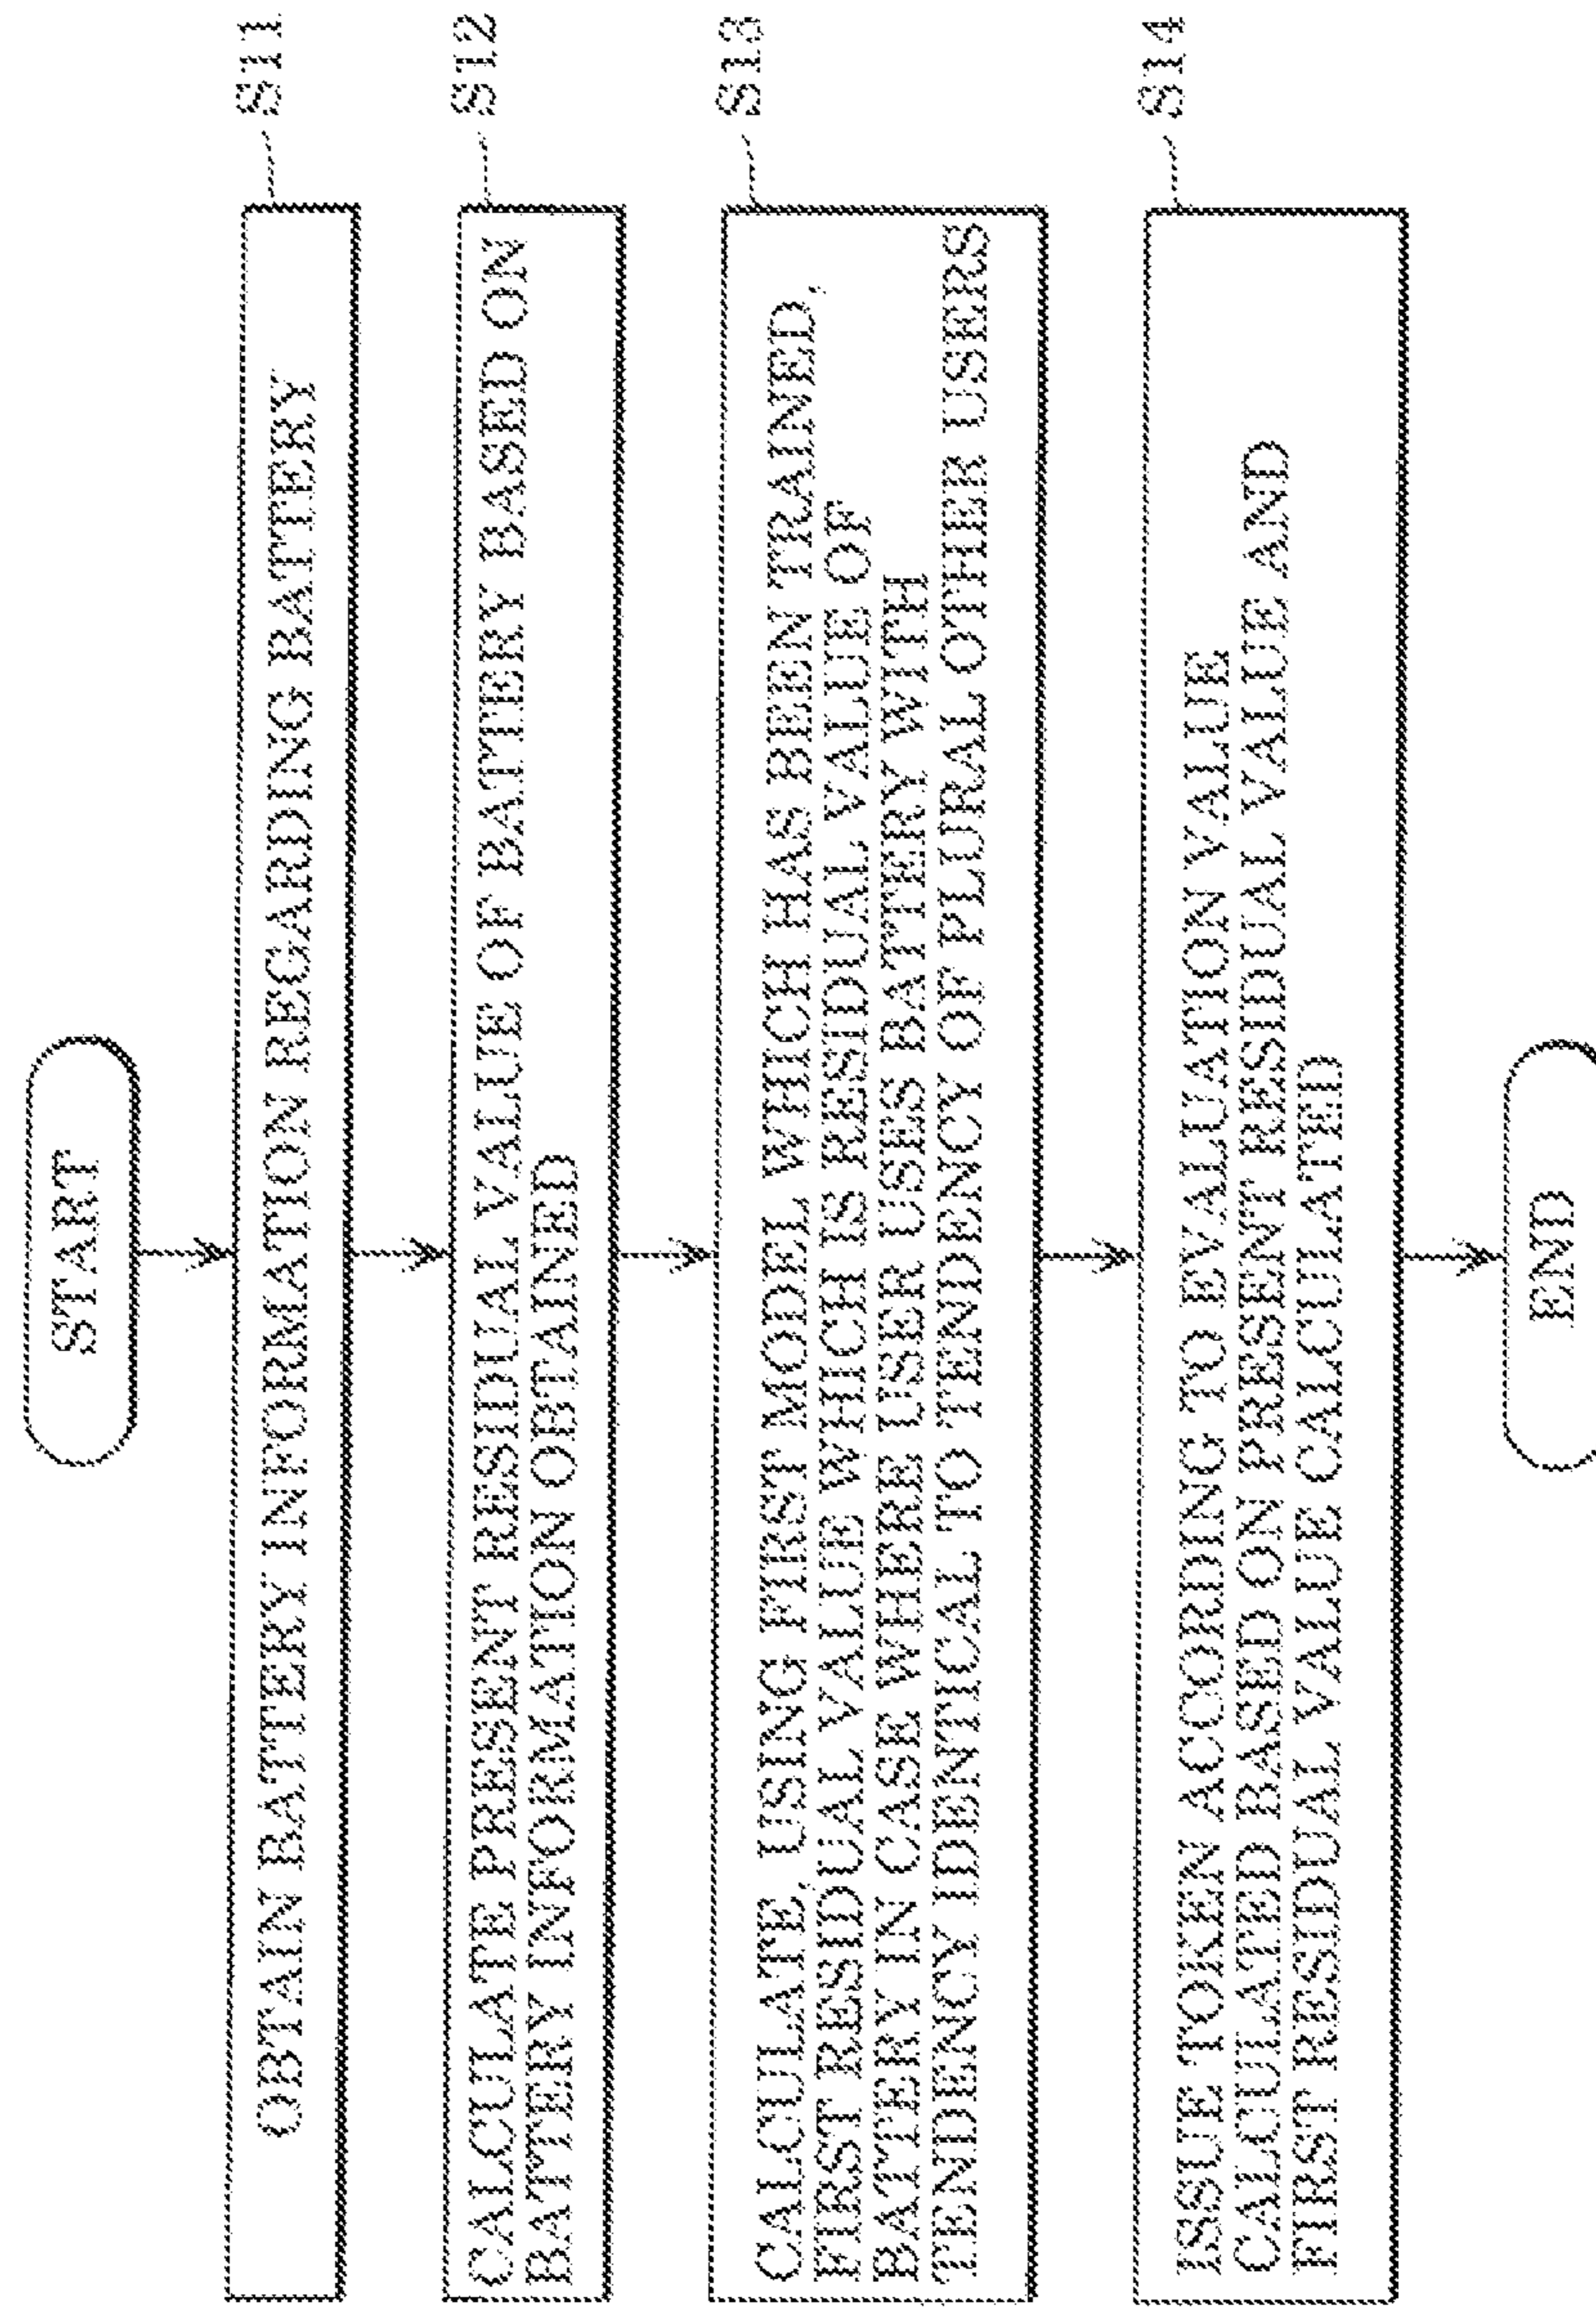 START
OBTAIN BATTERY INFORMATION REGARDING BATTERY
S11
CALCULATE PRESENT RESIDUAL VALUE OF BATTERY BASED ON
BATTERY INFORMATION OBTAINED
S12
CALCULATE, USING FIRST MODEL WHICH HAS BEEN TRAINED,
FIRST RESIDUAL VALUE WHICH IS RESIDUAL VALUE OF
BATTERY IN CASE WHERE USER USES BATTERY WITH
TENDENCY IDENTICAL TO TENDENCY OF PLURAL OTHER USERS
S13
ISSUE TOKEN ACCORDING TO EVALUATION VALUE
CALCULATED BASED ON PRESENT RESIDUAL VALUE AND
FIRST RESIDUAL VALUE CALCULATED
S14
END